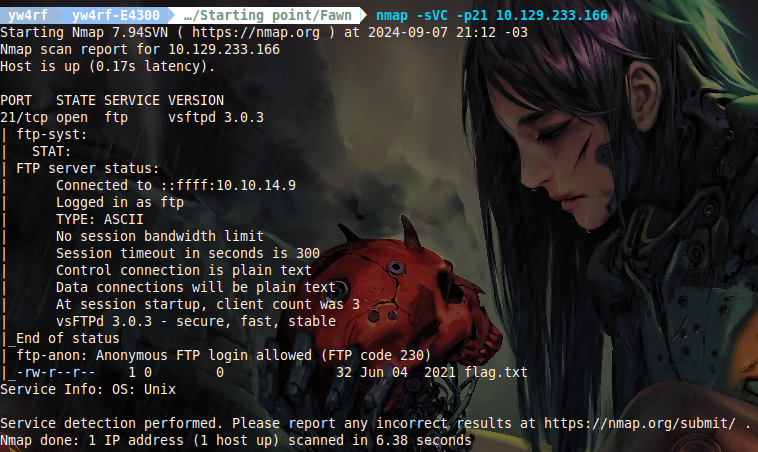 yw4rf yw4rf-E4300 …/Starting point/Fawn nmap -sVC -p21 10.129.233.166
Starting Nmap 7.94SVN ( https://nmap.org ) at 2024-09-07 21:12 -03
Nmap scan report for 10.129.233.166
Host is up (0.17s latency).
PORT   STATE SERVICE VERSION
21/tcp open  ftp     vsftpd 3.0.3
| ftp-syst:
|   STAT:
| FTP server status:
|      Connected to ::ffff:10.10.14.9
|      Logged in as ftp
|      TYPE: ASCII
|      No session bandwidth limit
|      Session timeout in seconds is 300
|      Control connection is plain text
|      Data connections will be plain text
|      At session startup, client count was 3
|      vsFTPd 3.0.3 - secure, fast, stable
|_End of status
| ftp-anon: Anonymous FTP login allowed (FTP code 230)
|_-rw-r--r--    1 0        0              32 Jun 04  2021 flag.txt
Service Info: OS: Unix
Service detection performed. Please report any incorrect results at https://nmap.org/submit/ .
Nmap done: 1 IP address (1 host up) scanned in 6.38 seconds